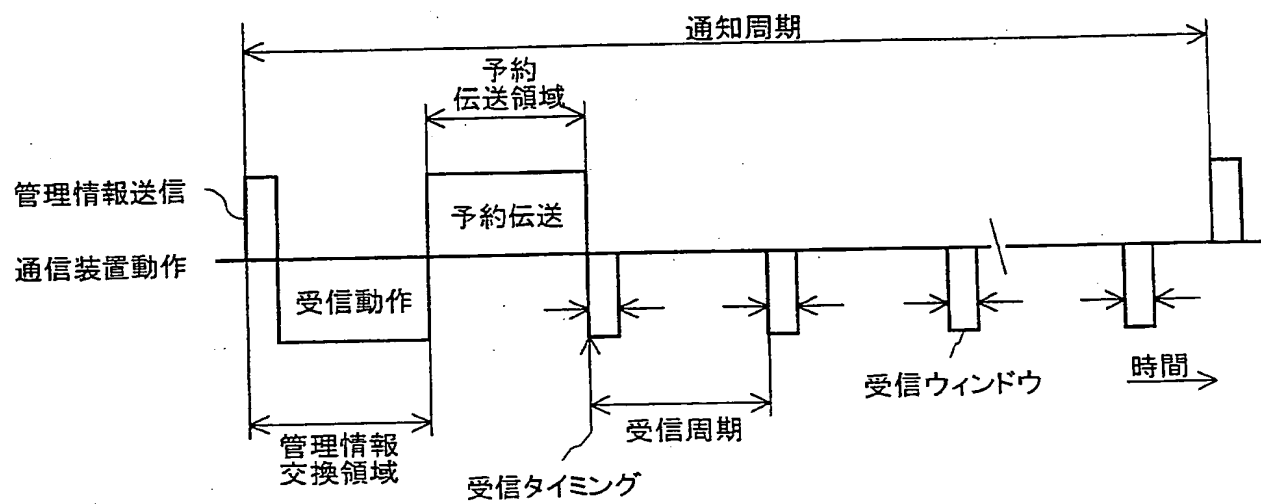 通知周期
予約
伝送領域
管理情報送信
予約伝送
通信装置動作
受信動作
受信ウィンドウ
時間
受信周期
管理情報
交換領域
受信タイミング